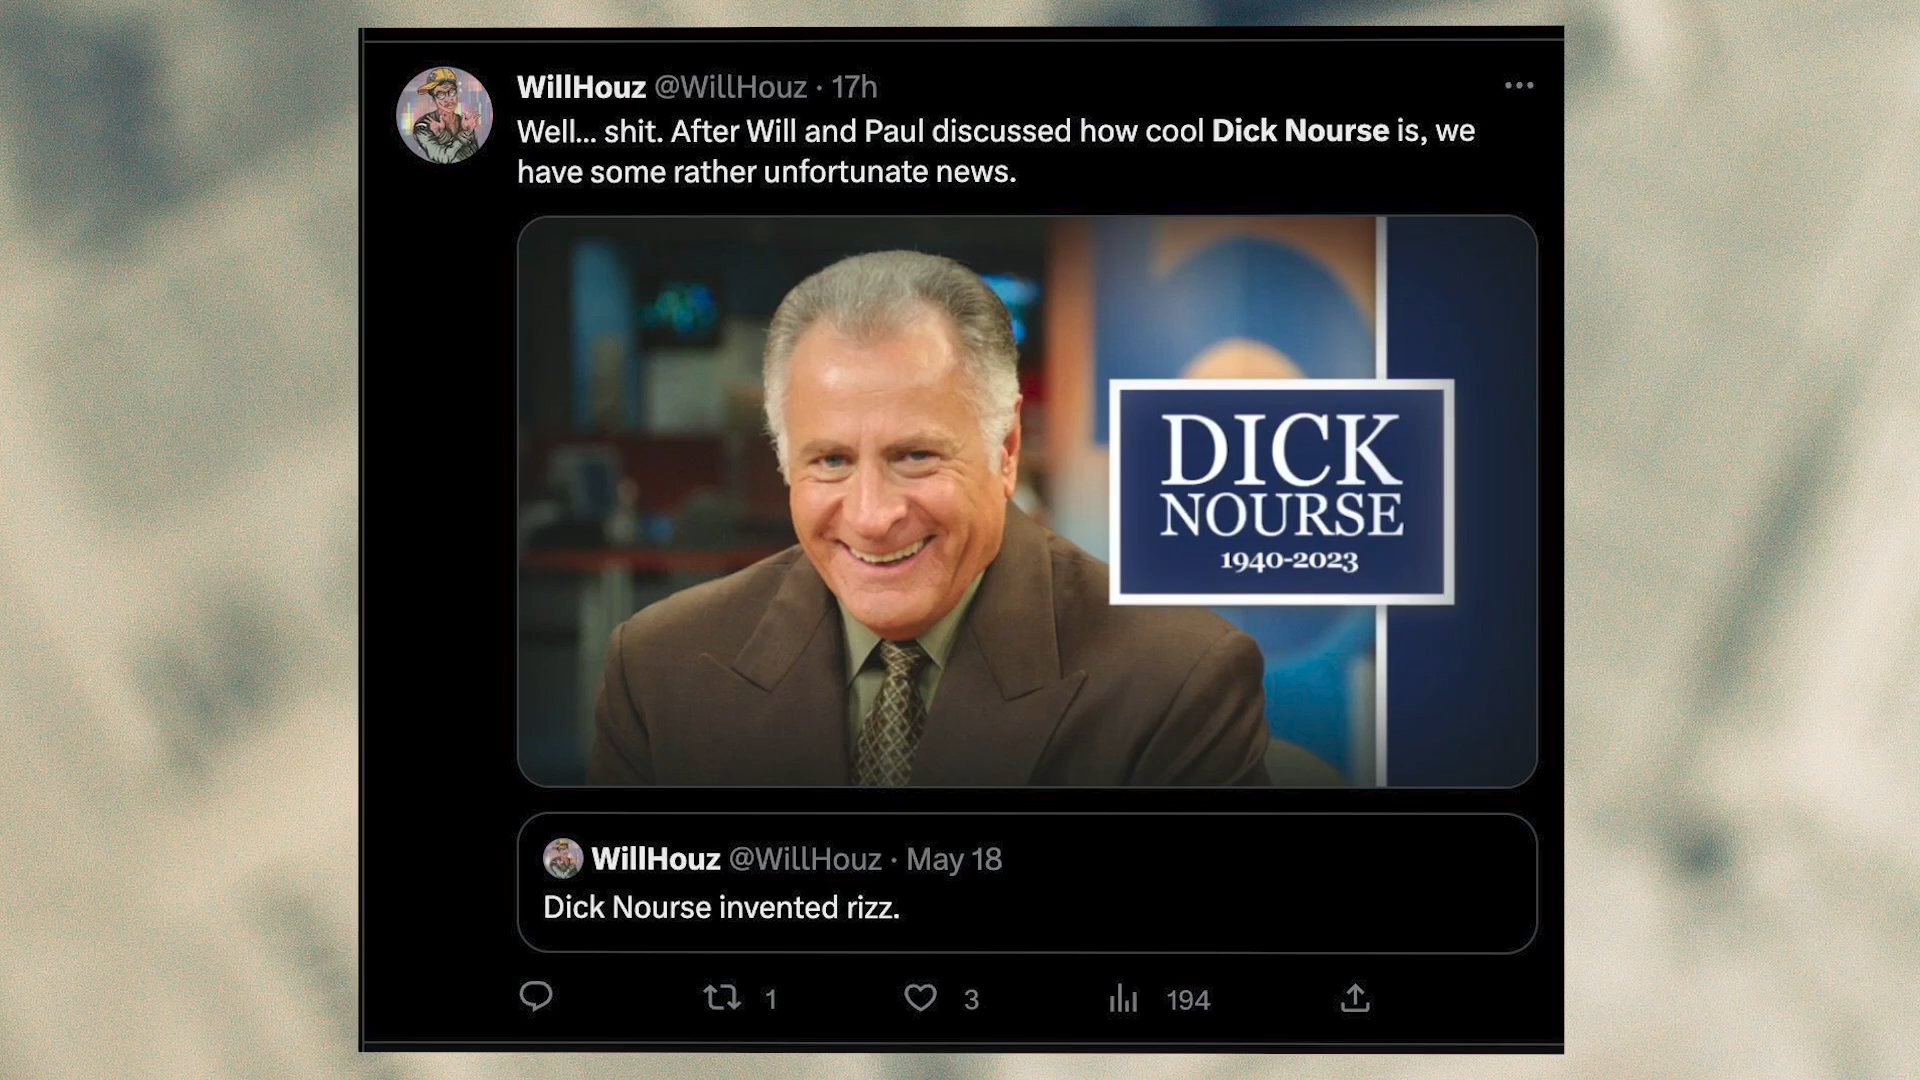 WillHouz @WillHouz · 17h
Well... shit. After Will and Paul discussed how cool Dick Nourse is, we
have some rather unfortunate news.
DICK
NOURSE
1940-2023
WillHouz @WillHouz · May 18
Dick Nourse invented rizz.
1 3 194